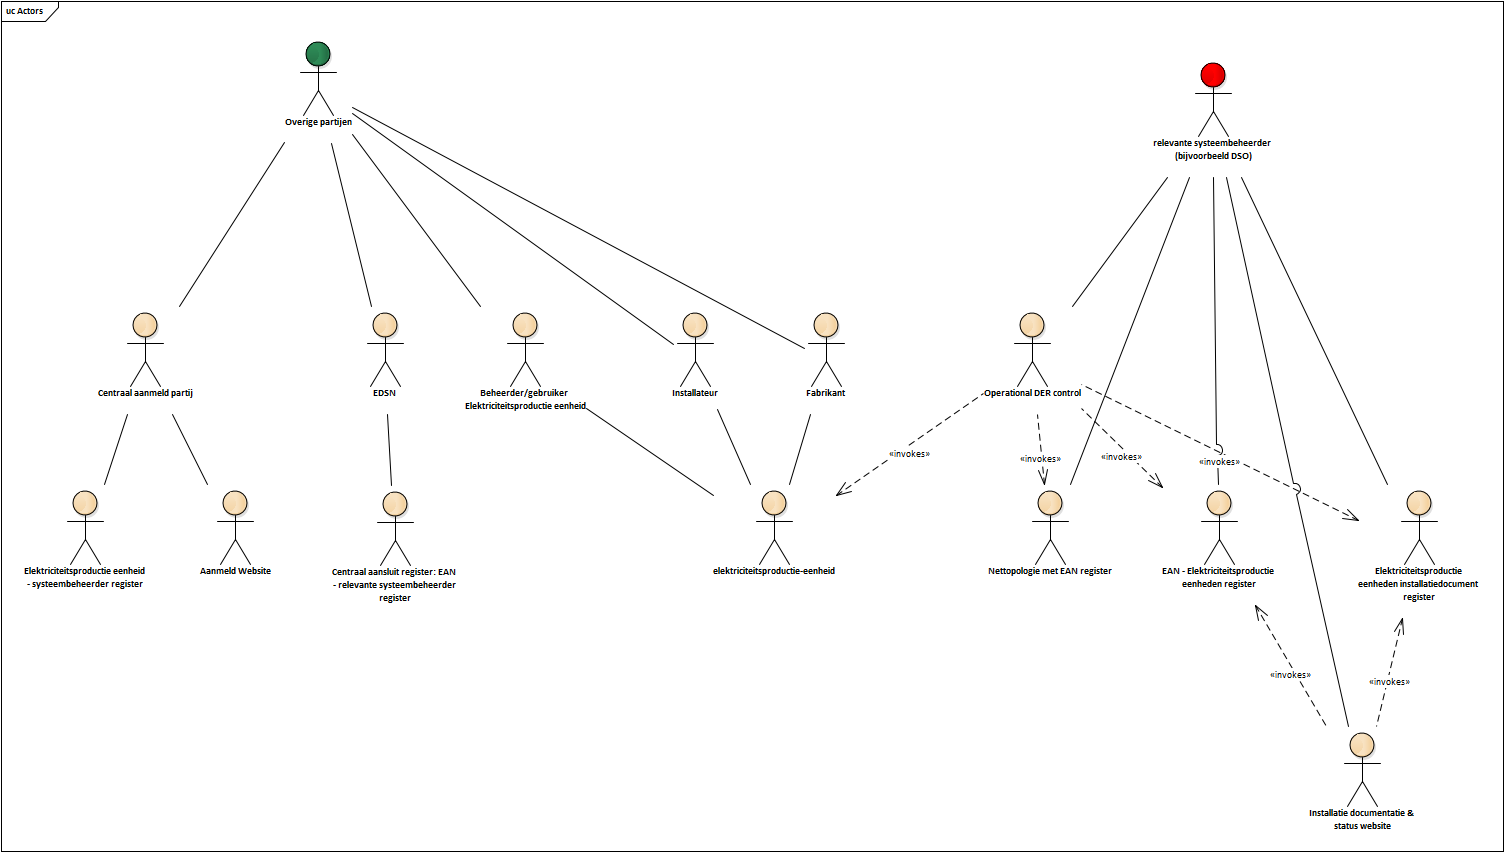 uc Actors
Overige partijen
relevante systeembeheerder
(bijvoorbeeld DSO)
Centraal aanmeld partij
EDSN
Beheerder/gebruiker
Elektriciteitsproductie eenheid
Installateur
Fabrikant
Operational DER control
«invokes»
«invokes»
«invokes»
«invokes»
Elektriciteitsproductie eenheid
- systeembeheerder register
Aanmeld Website
Centraal aansluit register: EAN
- relevante systeembeheerder
register
elektriciteitsproductie-eenheid
Nettopologie met EAN register
EAN - Elektriciteitsproductie
eenheden register
Elektriciteitsproductie
eenheden installatiedocument
register
«invokes»
«invokes»
Installatie documentatie &
status website